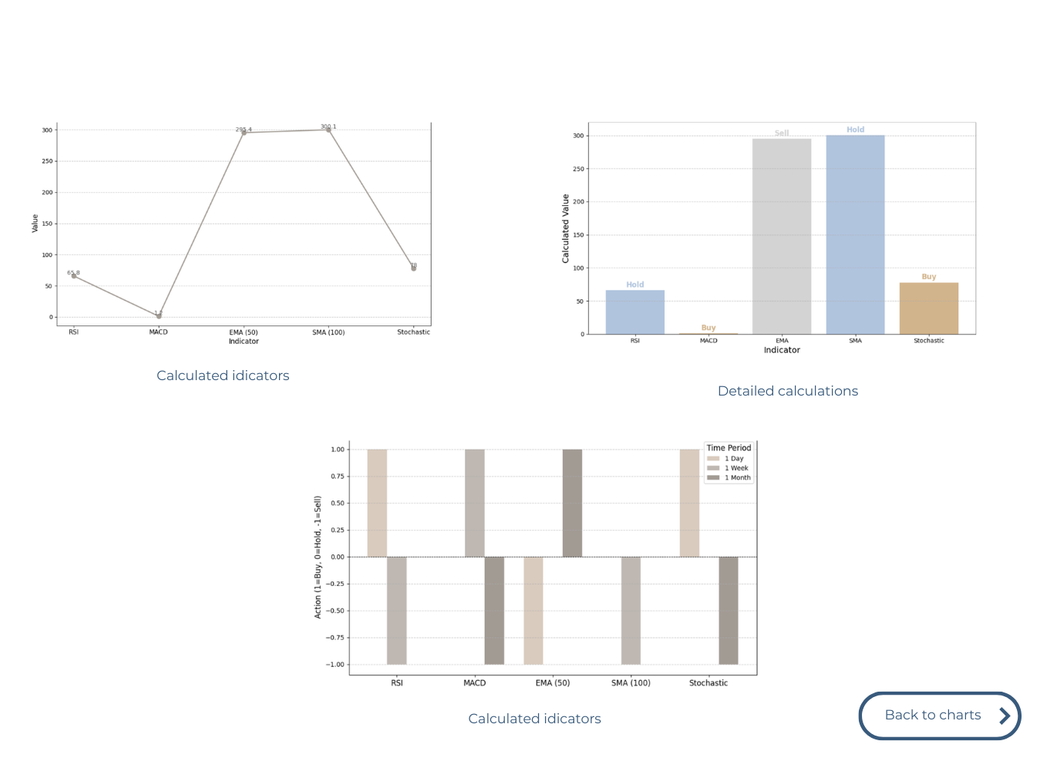 300
250
200
150
100
50
0
Value
65.8
300.1
RSI
MACD
EMA (50)
SMA (100)
Stochastic
Indicator
Calculated idicators
300
250
200
150
100
50
0
Calculated Value
Hold
Buy
Sell
Hold
Buy
RSI
MACD
EMA
SMA
Stochastic
Indicator
Detailed calculations
1.00
0.75
0.50
0.25
0.00
−0.25
−0.50
−0.75
−1.00
Action (1=Buy, 0=Hold, -1=Sell)
Time Period
1 Day
1 Week
1 Month
RSI
MACD
EMA (50)
SMA (100)
Stochastic
Calculated idicators
Back to charts